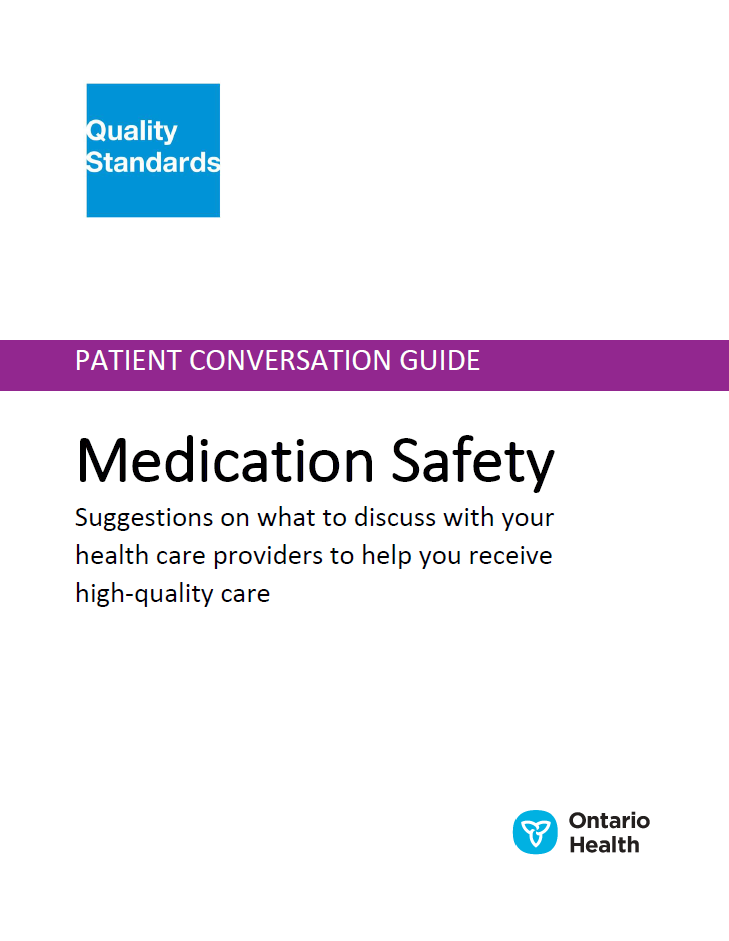 Quality
Standards
PATIENT CONVERSATION GUIDE
Medication Safety
Suggestions on what to discuss with your
health care providers to help you receive
high-quality care
Ontario
Health